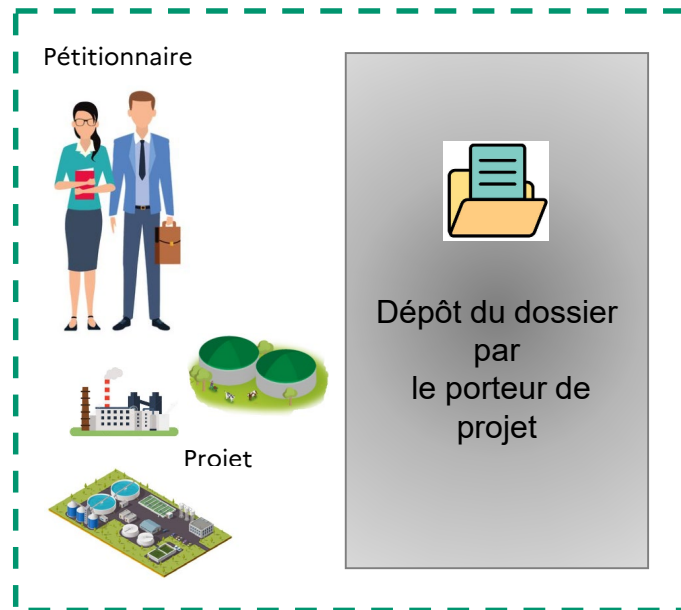 Pétitionnaire
Dépôt du dossier
par
le porteur de
projet
Projet